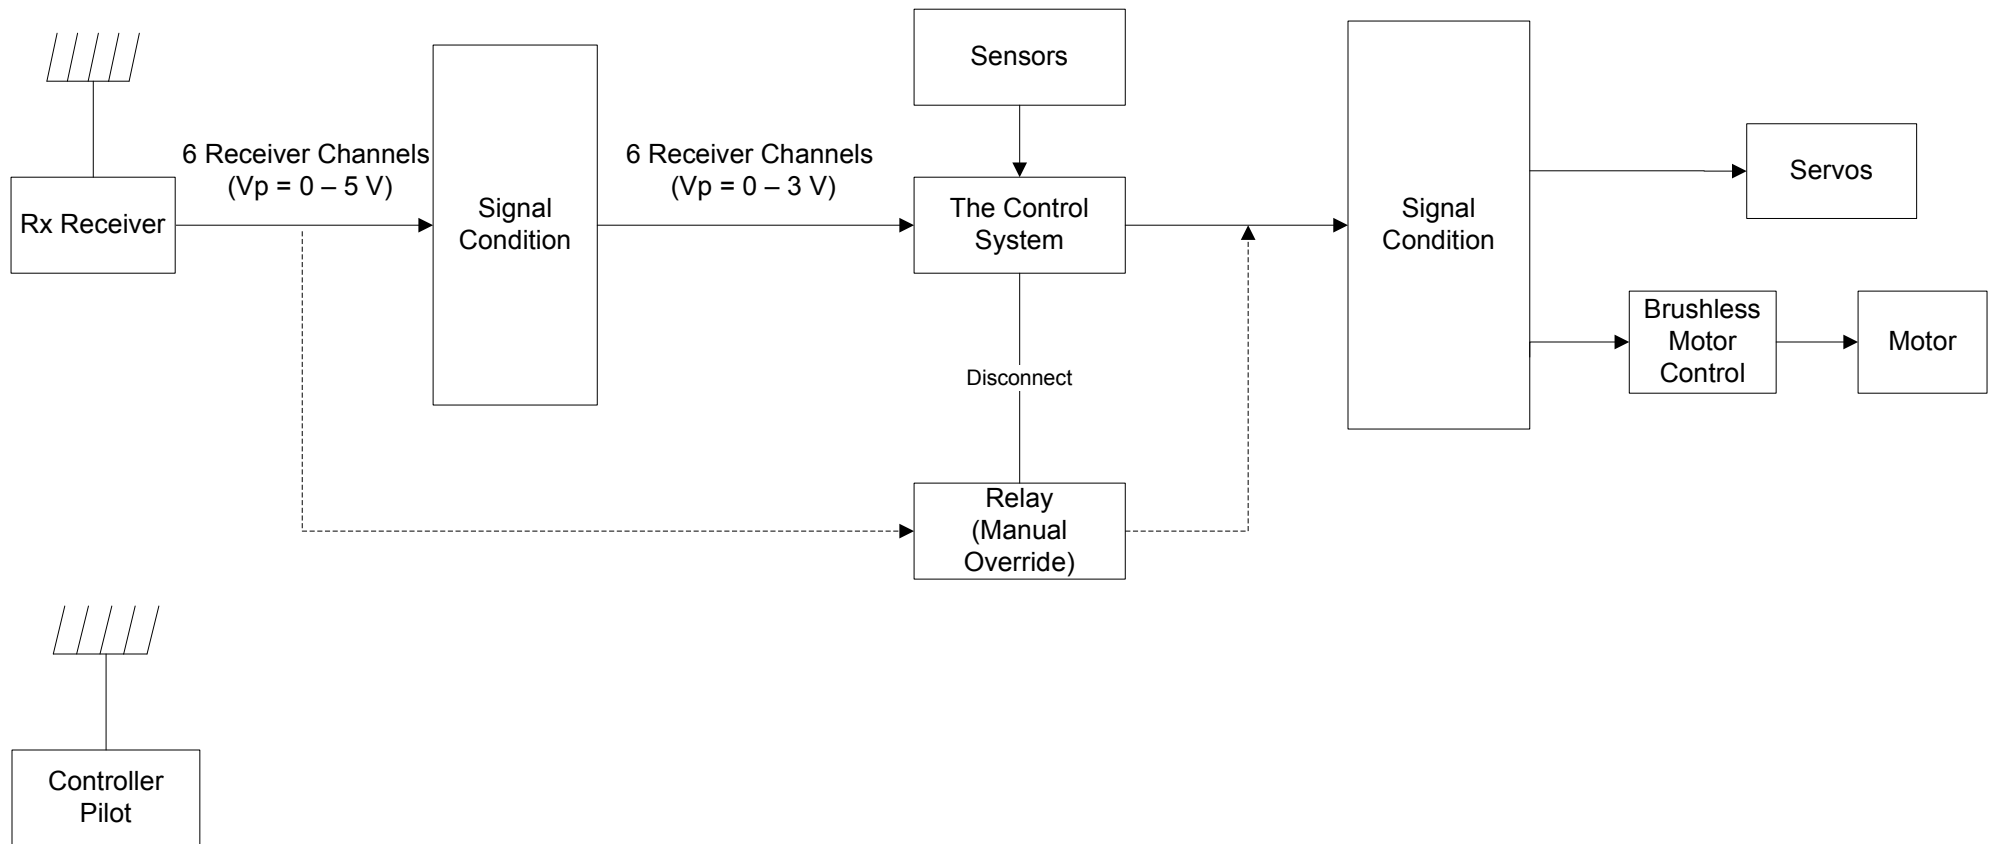 Sensors
6 Receiver Channels
(Vp = 0 – 5 V)
6 Receiver Channels
(Vp = 0 – 3 V)
Rx Receiver
Signal
Condition
The Control
System
Signal
Condition
Servos
Brushless
Motor
Control
Motor
Disconnect
Relay
(Manual
Override)
Controller
Pilot